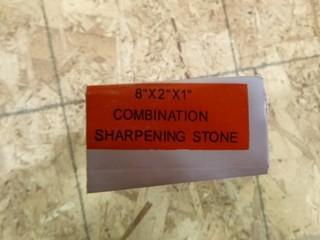 8"X2"X1"
COMBINATION
SHARPENING STONE